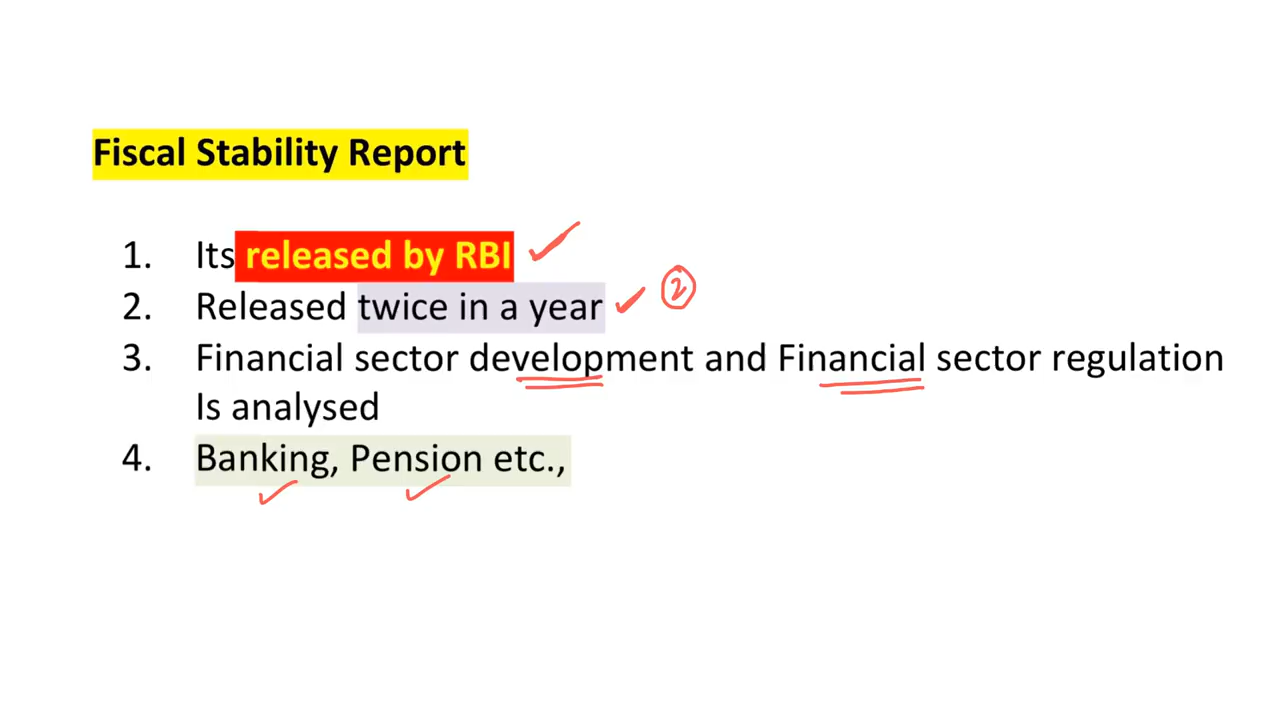 Fiscal Stability Report
1. Its released by RBI
2. Released twice in a year 2
3. Financial sector development and Financial sector regulation
Is analysed
4. Banking, Pension etc.,